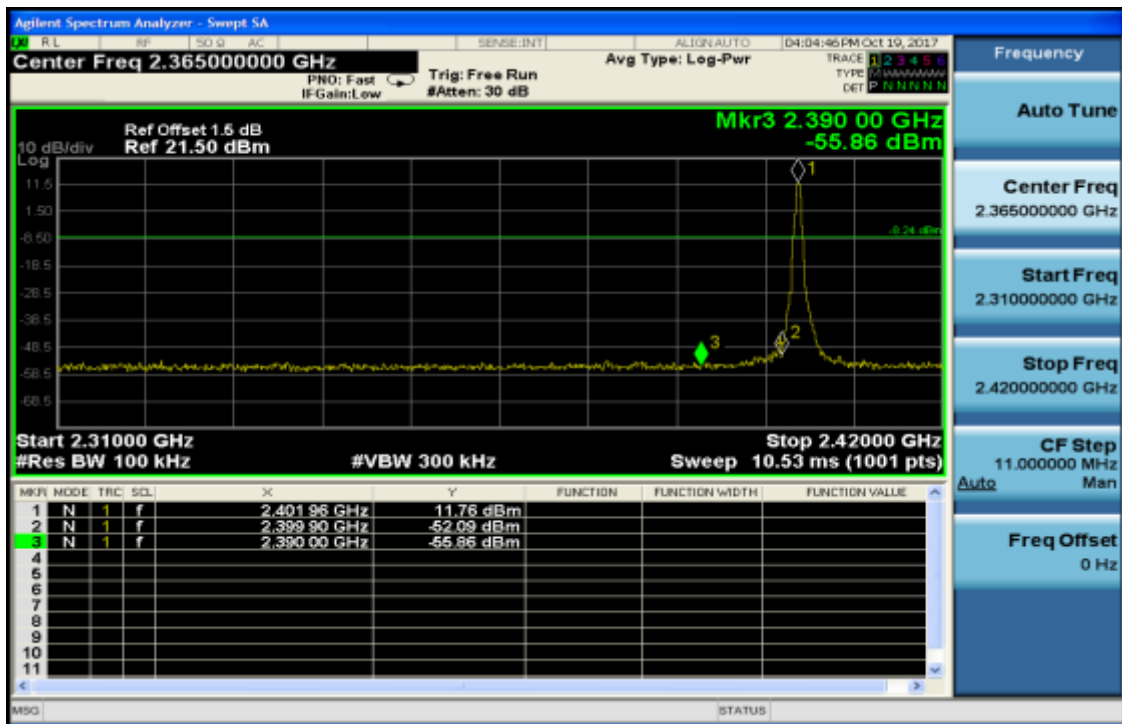 Agilent Spectrum Analyzer - Swept SA
RL RF 50 Ω AC SENSE:INT ALIGN AUTO 04:04:46 PM Oct 19, 2017
Center Freq 2.365000000 GHz
PNO: Fast
IFGain:Low
Trig: Free Run
#Atten: 30 dB
Avg Type: Log-Pwr
TRACE 1 2 3 4 5 6
TYPE MWWWWW
DET P N N N N N
Mkr3 2.390 00 GHz
-55.86 dBm
Ref Offset 1.5 dB
10 dB/div Ref 21.50 dBm
Log
11.5
1.50
-8.50
-18.5
-28.5
-38.5
-48.5
-58.5
-68.5
1
-8.24 dBm
3
2
Start 2.31000 GHz Stop 2.42000 GHz
#Res BW 100 kHz #VBW 300 kHz Sweep 10.53 ms (1001 pts)
MKR MODE TRC SCL X Y FUNCTION FUNCTION WIDTH FUNCTION VALUE
1 N 1 f 2.401 96 GHz 11.76 dBm
2 N 1 f 2.399 90 GHz -52.09 dBm
3 N 1 f 2.390 00 GHz -55.86 dBm
4
5
6
7
8
9
10
11
MSG STATUS
Frequency
Auto Tune
Center Freq
2.365000000 GHz
Start Freq
2.310000000 GHz
Stop Freq
2.420000000 GHz
CF Step
11.000000 MHz
Auto Man
Freq Offset
0 Hz